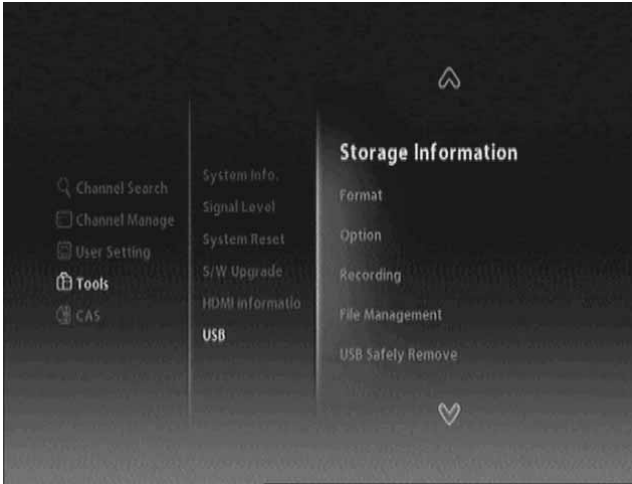 Channel Search
Channel Manage
User Setting
Tools
CAS
System Info.
Signal Level
System Reset
S/W Upgrade
HDMI informatio
USB
Storage Information
Format
Option
Recording
File Management
USB Safely Remove